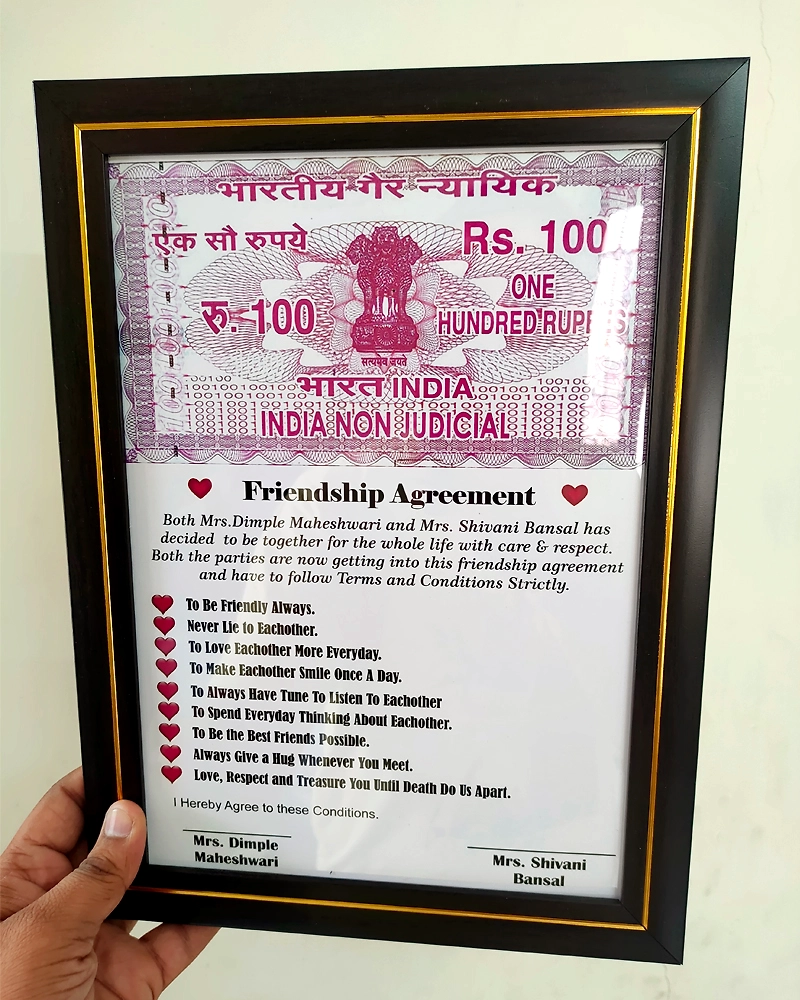 भारतीय गैर न्यायिक
एक सौ रुपये
Rs. 100
रु. 100
ONE
HUNDRED RUPEES
सत्यमेव जयते
भारत INDIA
INDIA NON JUDICIAL
Friendship Agreement
Both Mrs.Dimple Maheshwari and Mrs. Shivani Bansal has
decided to be together for the whole life with care & respect.
Both the parties are now getting into this friendship agreement
and have to follow Terms and Conditions Strictly.
To Be Friendly Always.
Never Lie to Eachother.
To Love Eachother More Everyday.
To Make Eachother Smile Once A Day.
To Always Have Tune To Listen To Eachother
To Spend Everyday Thinking About Eachother.
To Be the Best Friends Possible.
Always Give a Hug Whenever You Meet.
Love, Respect and Treasure You Until Death Do Us Apart.
I Hereby Agree to these Conditions.
Mrs. Dimple
Maheshwari
Mrs. Shivani
Bansal